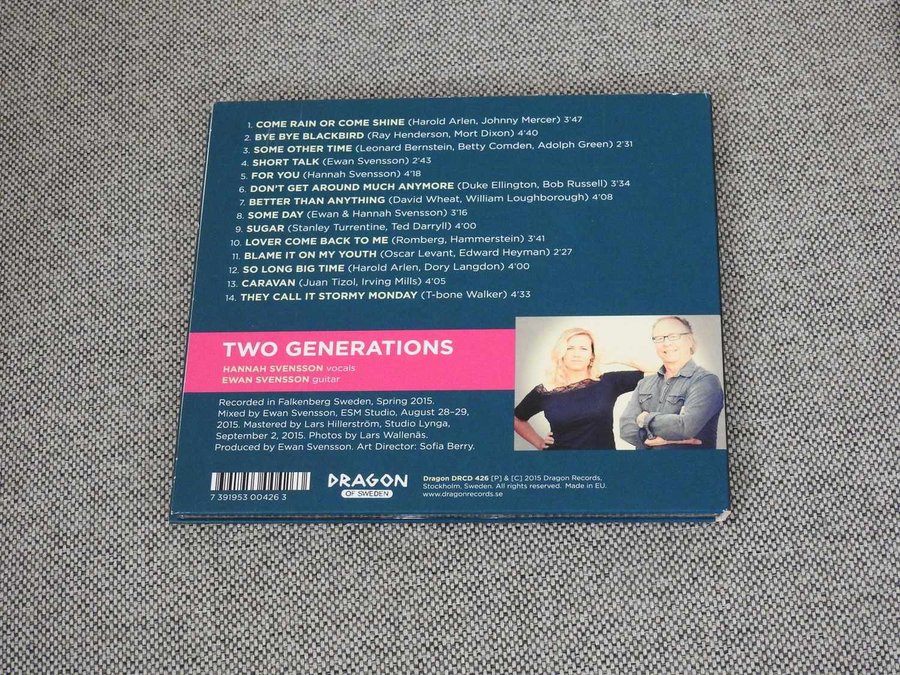 1. COME RAIN OR COME SHINE (Harold Arlen, Johnny Mercer) 3'47
2. BYE BYE BLACKBIRD (Ray Henderson, Mort Dixon) 4'40
3. SOME OTHER TIME (Leonard Bernstein, Betty Comden, Adolph Green) 2'31
4. SHORT TALK (Ewan Svensson) 2'43
5. FOR YOU (Hannah Svensson) 4'18
6. DON'T GET AROUND MUCH ANYMORE (Duke Ellington, Bob Russell) 3'34
7. BETTER THAN ANYTHING (David Wheat, William Loughborough) 4'08
8. SOME DAY (Ewan & Hannah Svensson) 3'16
9. SUGAR (Stanley Turrentine, Ted Darryll) 4'00
10. LOVER COME BACK TO ME (Romberg, Hammerstein) 3'41
11. BLAME IT ON MY YOUTH (Oscar Levant, Edward Heyman) 2'27
12. SO LONG BIG TIME (Harold Arlen, Dory Langdon) 4'00
13. CARAVAN (Juan Tizol, Irving Mills) 4'05
14. THEY CALL IT STORMY MONDAY (T-bone Walker) 4'33
TWO GENERATIONS
HANNAH SVENSSON vocals
EWAN SVENSSON guitar
Recorded in Falkenberg Sweden, Spring 2015.
Mixed by Ewan Svensson, ESM Studio, August 28–29,
2015. Mastered by Lars Hillerström, Studio Lynga,
September 2, 2015. Photos by Lars Wallenäs.
Produced by Ewan Svensson. Art Director: Sofia Berry.
7 391953 00426 3
DRAGON
OF SWEDEN
Dragon DRCD 426 [P] & [C] 2015 Dragon Records,
Stockholm, Sweden. All rights reserved. Made in EU.
www.dragonrecords.se